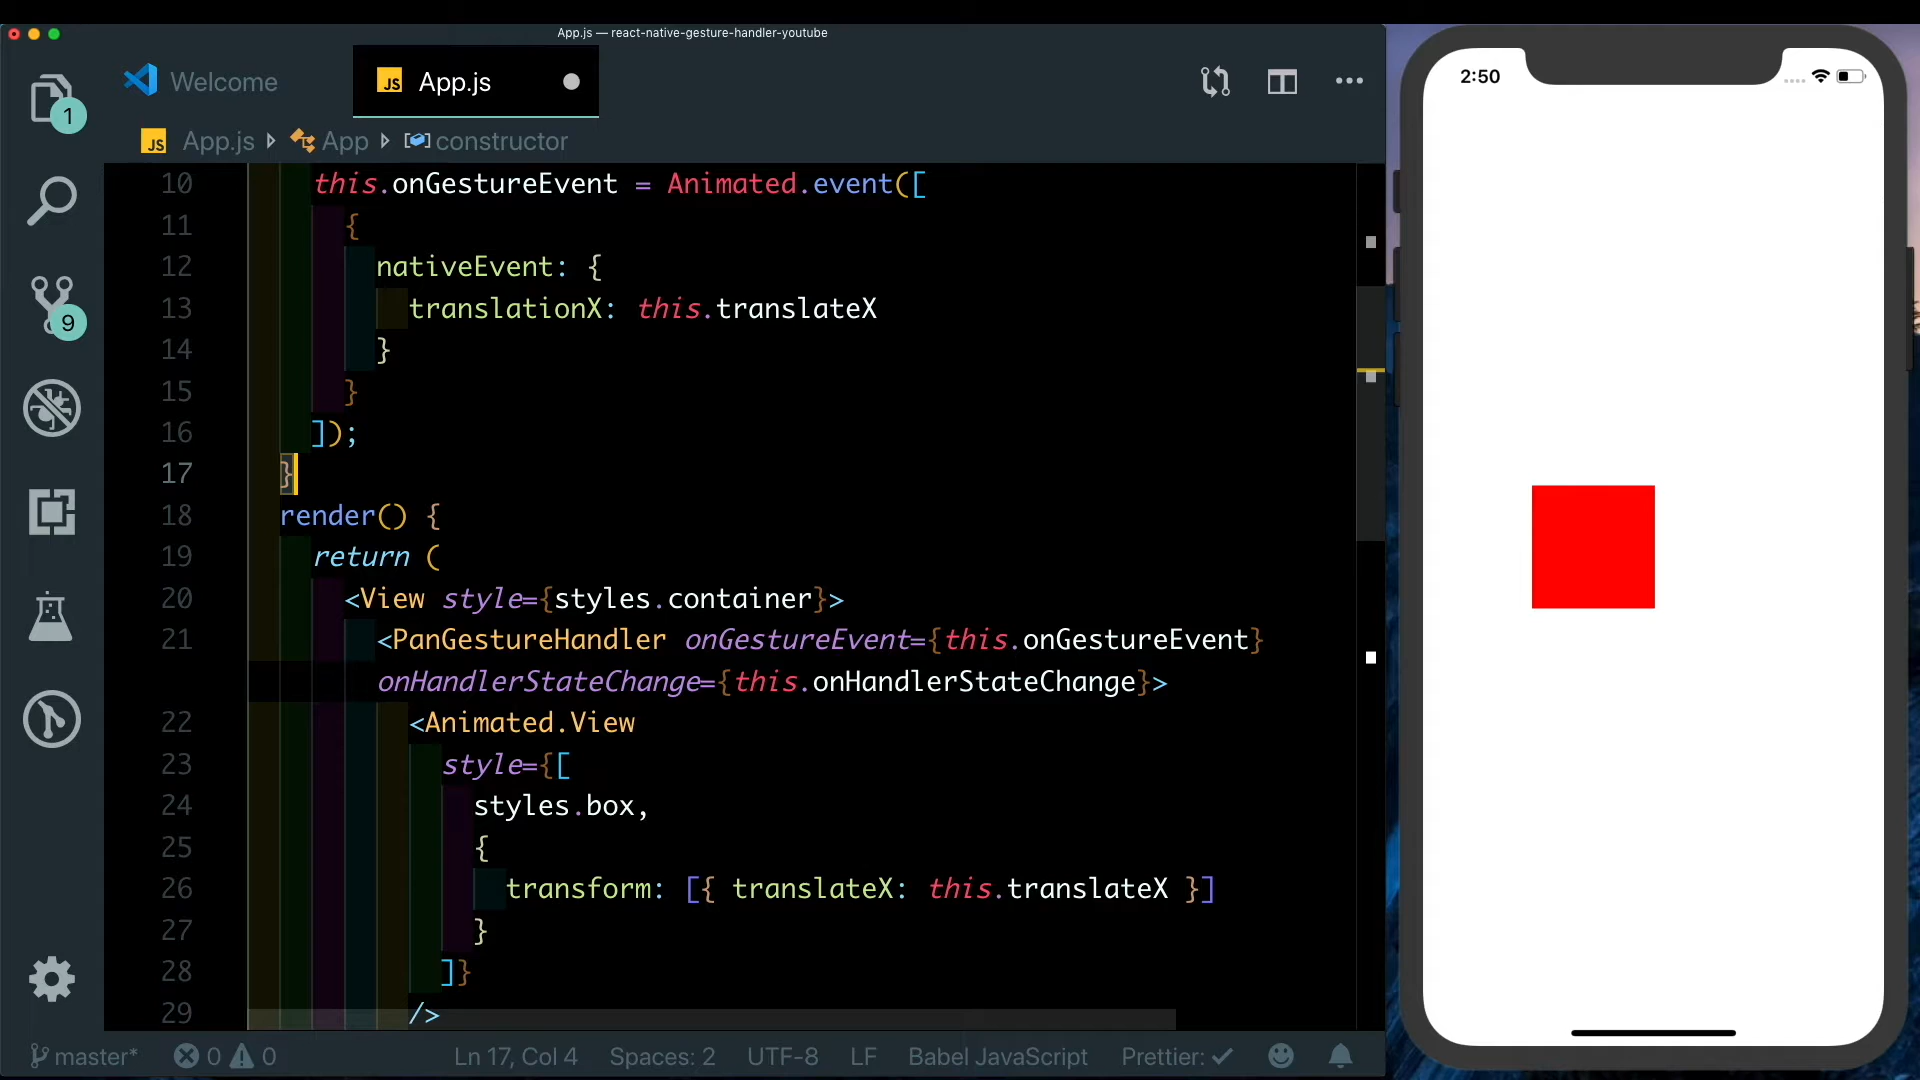 App.js — react-native-gesture-handler-youtube
2:50
1
Welcome
JS App.js
JS App.js App constructor
9
10 this.onGestureEvent = Animated.event([
11 {
12 nativeEvent: {
13 translationX: this.translateX
14 }
15 }
16 ]);
17 }
18 render() {
19 return (
20 <View style={styles.container}>
21 <PanGestureHandler onGestureEvent={this.onGestureEvent}
onHandlerStateChange={this.onHandlerStateChange}>
22 <Animated.View
23 style={[
24 styles.box,
25 {
26 transform: [{ translateX: this.translateX }]
27 }
28 ]}
29 />
master* 0 0 Ln 17, Col 4 Spaces: 2 UTF-8 LF Babel JavaScript Prettier: ✓